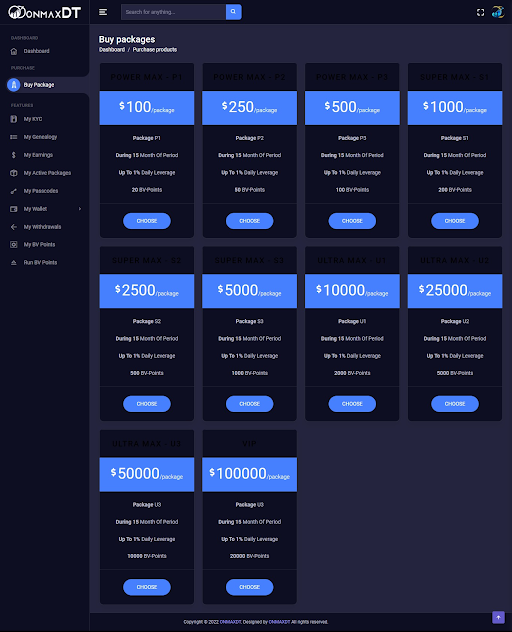 ONMAXDT
Search for anything...
DASHBOARD
Dashboard
PURCHASE
Buy Package
FEATURED
My KYC
My Genealogy
My Earnings
My Active Packages
My Passcodes
My Wallet
My Withdrawals
My BV Points
Run BV Points
Buy packages
Dashboard / Purchase products
POWER MAX - P1
$100/package
Package P1
During 15 Month Of Period
Up To 1% Daily Leverage
20 BV-Points
CHOOSE
POWER MAX - P2
$250/package
Package P2
During 15 Month Of Period
Up To 1% Daily Leverage
50 BV-Points
CHOOSE
POWER MAX - P3
$500/package
Package P3
During 15 Month Of Period
Up To 1% Daily Leverage
100 BV-Points
CHOOSE
SUPER MAX - S1
$1000/package
Package S1
During 15 Month Of Period
Up To 1% Daily Leverage
200 BV-Points
CHOOSE
SUPER MAX - S2
$2500/package
Package S2
During 15 Month Of Period
Up To 1% Daily Leverage
500 BV-Points
CHOOSE
SUPER MAX - S3
$5000/package
Package S3
During 15 Month Of Period
Up To 1% Daily Leverage
1000 BV-Points
CHOOSE
ULTRA MAX - U1
$10000/package
Package U1
During 15 Month Of Period
Up To 1% Daily Leverage
2000 BV-Points
CHOOSE
ULTRA MAX - U2
$25000/package
Package U2
During 15 Month Of Period
Up To 1% Daily Leverage
5000 BV-Points
CHOOSE
ULTRA MAX - U3
$50000/package
Package U3
During 15 Month Of Period
Up To 1% Daily Leverage
10000 BV-Points
CHOOSE
VIP
$100000/package
Package U3
During 15 Month Of Period
Up To 1% Daily Leverage
20000 BV-Points
CHOOSE
Copyright © 2022 ONMAXDT. Designed by ONMAXDT All rights reserved.